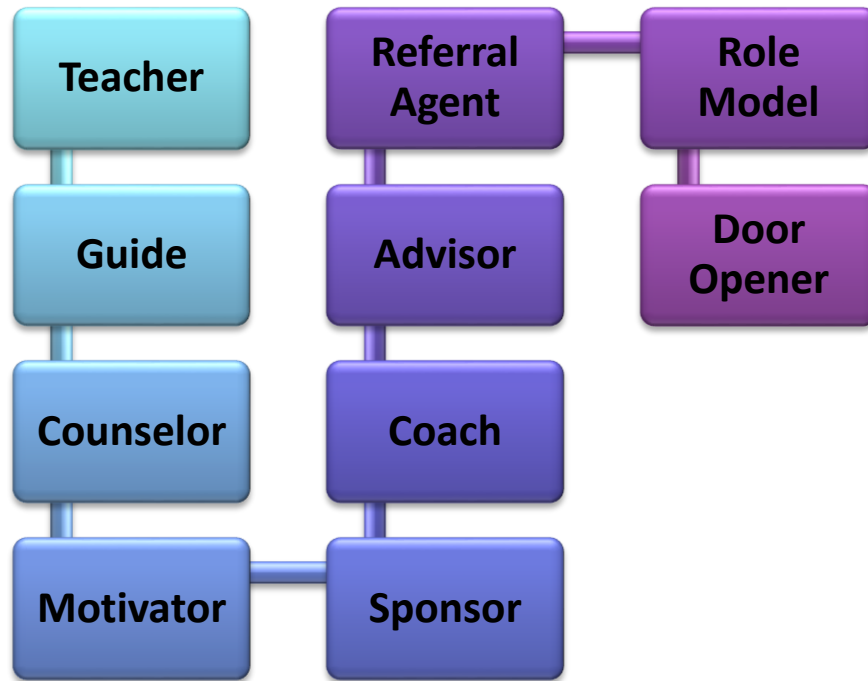 Teacher
Guide
Counselor
Motivator
Sponsor
Coach
Advisor
Referral
Agent
Role
Model
Door
Opener